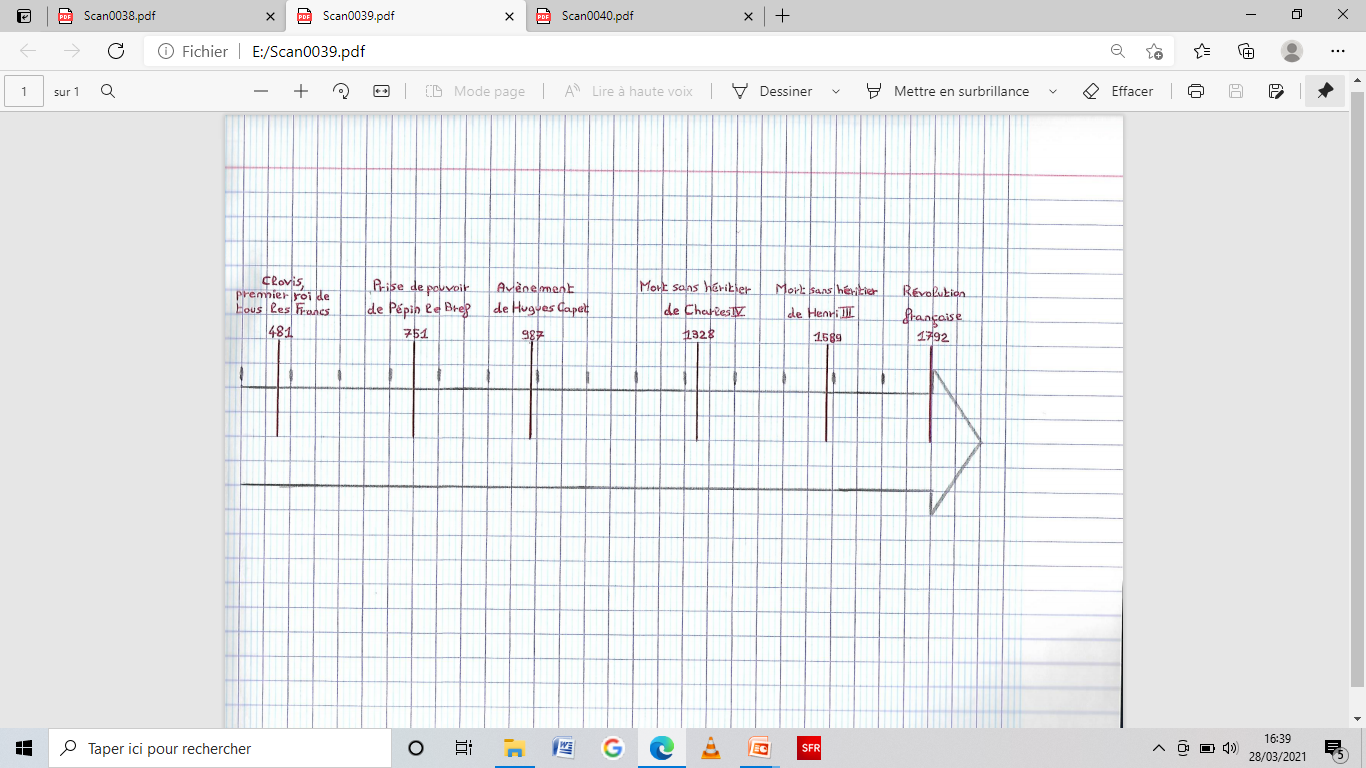 Scan0038.pdf
Scan0039.pdf
Scan0040.pdf
Fichier
E:/Scan0039.pdf
1
sur 1
Mode page
Lire à haute voix
Dessiner
Mettre en surbrillance
Effacer
Clovis,
premier roi de
tous les Francs
481
Prise de pouvoir
de Pépin le Bref
751
Avènement
de Hugues Capet
987
Mort sans héritier
de Charles IV
1328
Mort sans héritier
de Henri III
1589
Révolution
française
1792
Taper ici pour rechercher
SFR
16:39
28/03/2021
5